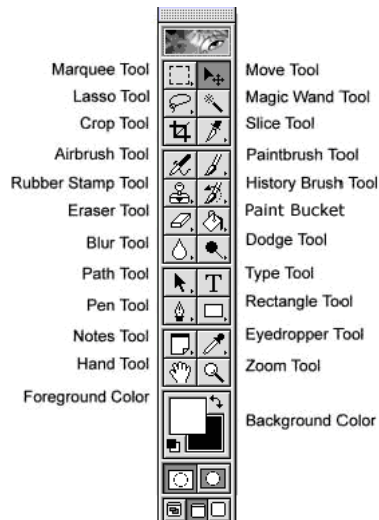 Marquee Tool
Move Tool
Lasso Tool
Magic Wand Tool
Crop Tool
Slice Tool
Airbrush Tool
Paintbrush Tool
Rubber Stamp Tool
History Brush Tool
Eraser Tool
Paint Bucket
Blur Tool
Dodge Tool
Path Tool
T
Type Tool
Pen Tool
Rectangle Tool
Notes Tool
Eyedropper Tool
Hand Tool
Zoom Tool
Foreground Color
Background Color